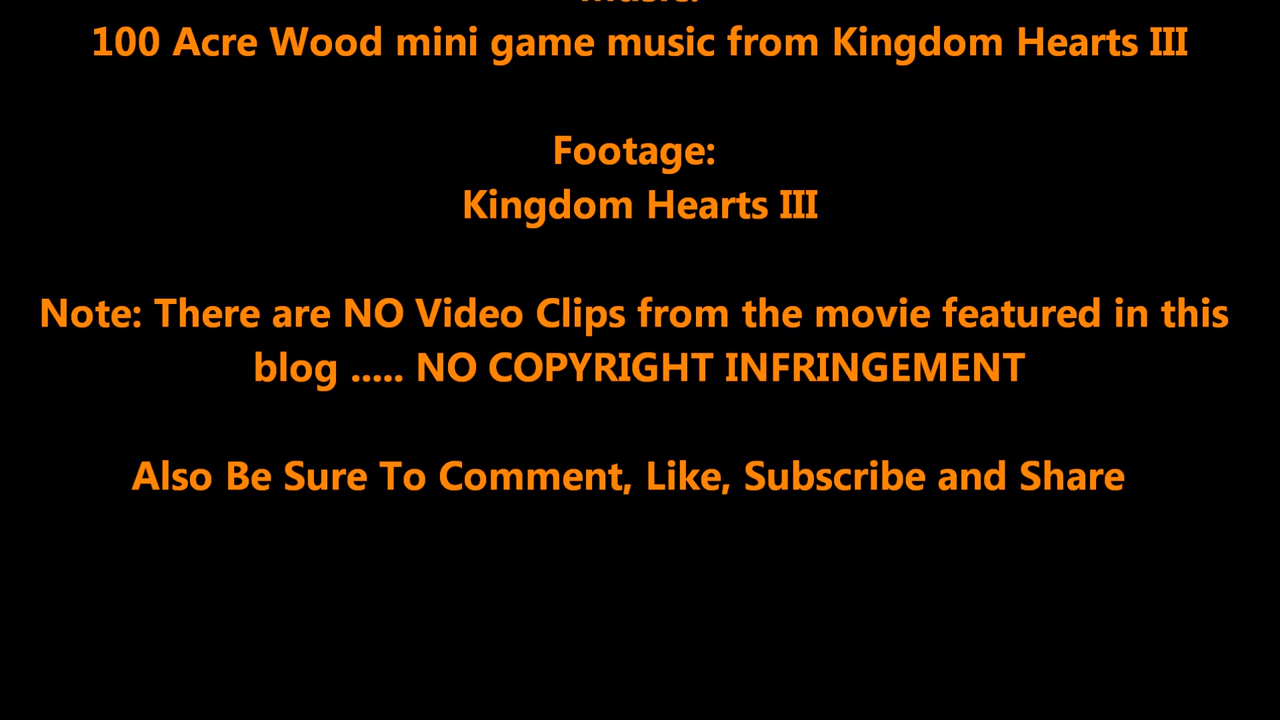 Music:
100 Acre Wood mini game music from Kingdom Hearts III
Footage:
Kingdom Hearts III
Note: There are NO Video Clips from the movie featured in this
blog ..... NO COPYRIGHT INFRINGEMENT
Also Be Sure To Comment, Like, Subscribe and Share